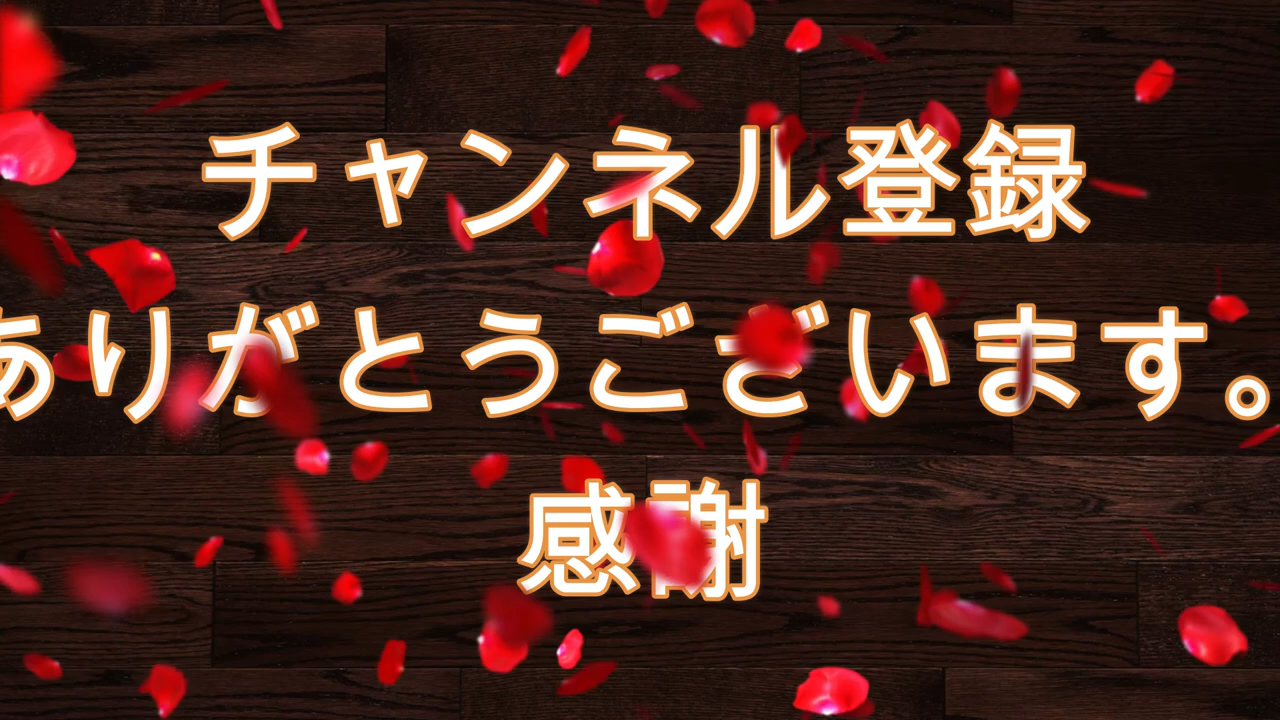 チャンネル登録
ありがとうございます。
感謝